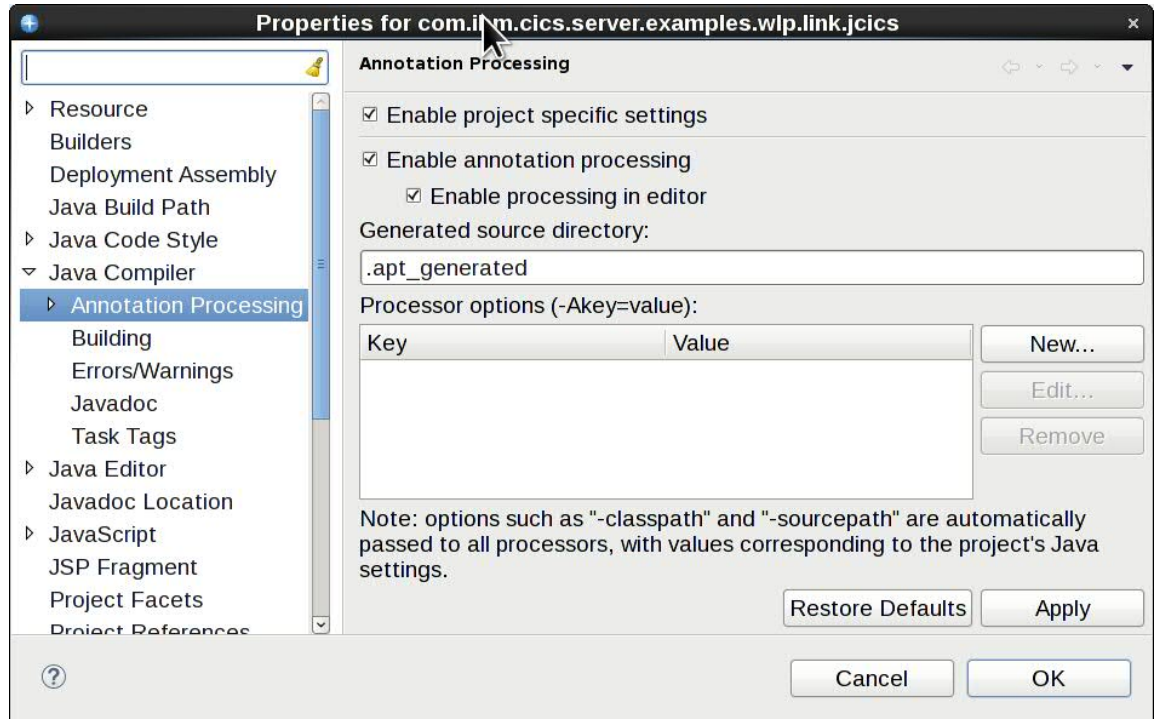 Properties for com.ibm.cics.server.examples.wlp.link.jcics
Annotation Processing
Resource
Builders
Deployment Assembly
Java Build Path
Java Code Style
Java Compiler
Annotation Processing
Building
Errors/Warnings
Javadoc
Task Tags
Java Editor
Javadoc Location
JavaScript
JSP Fragment
Project Facets
Project References
Enable project specific settings
Enable annotation processing
Enable processing in editor
Generated source directory:
.apt_generated
Processor options (-Akey=value):
Key Value
New...
Edit...
Remove
Note: options such as "-classpath" and "-sourcepath" are automatically
passed to all processors, with values corresponding to the project's Java
settings.
Restore Defaults Apply
Cancel OK